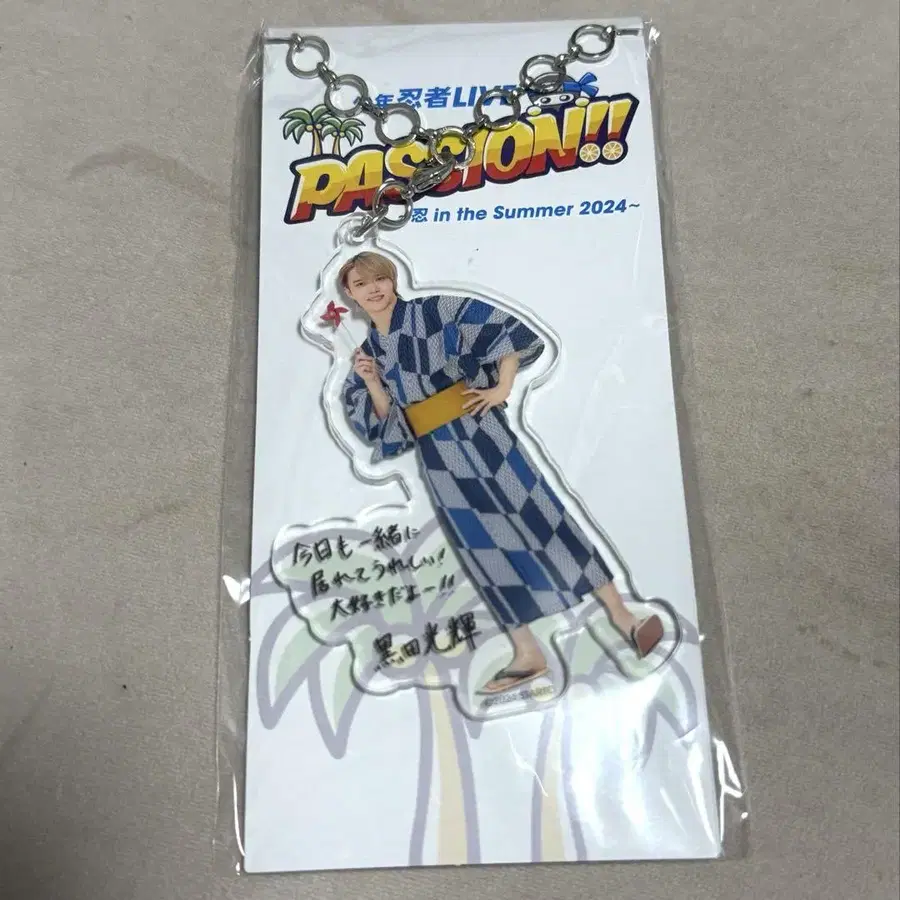 年忍者LIVE
PASSION!!
忍 in the Summer 2024~
今日も一緒に
居れてうれしい!
大好きだよー!!
黒田光輝